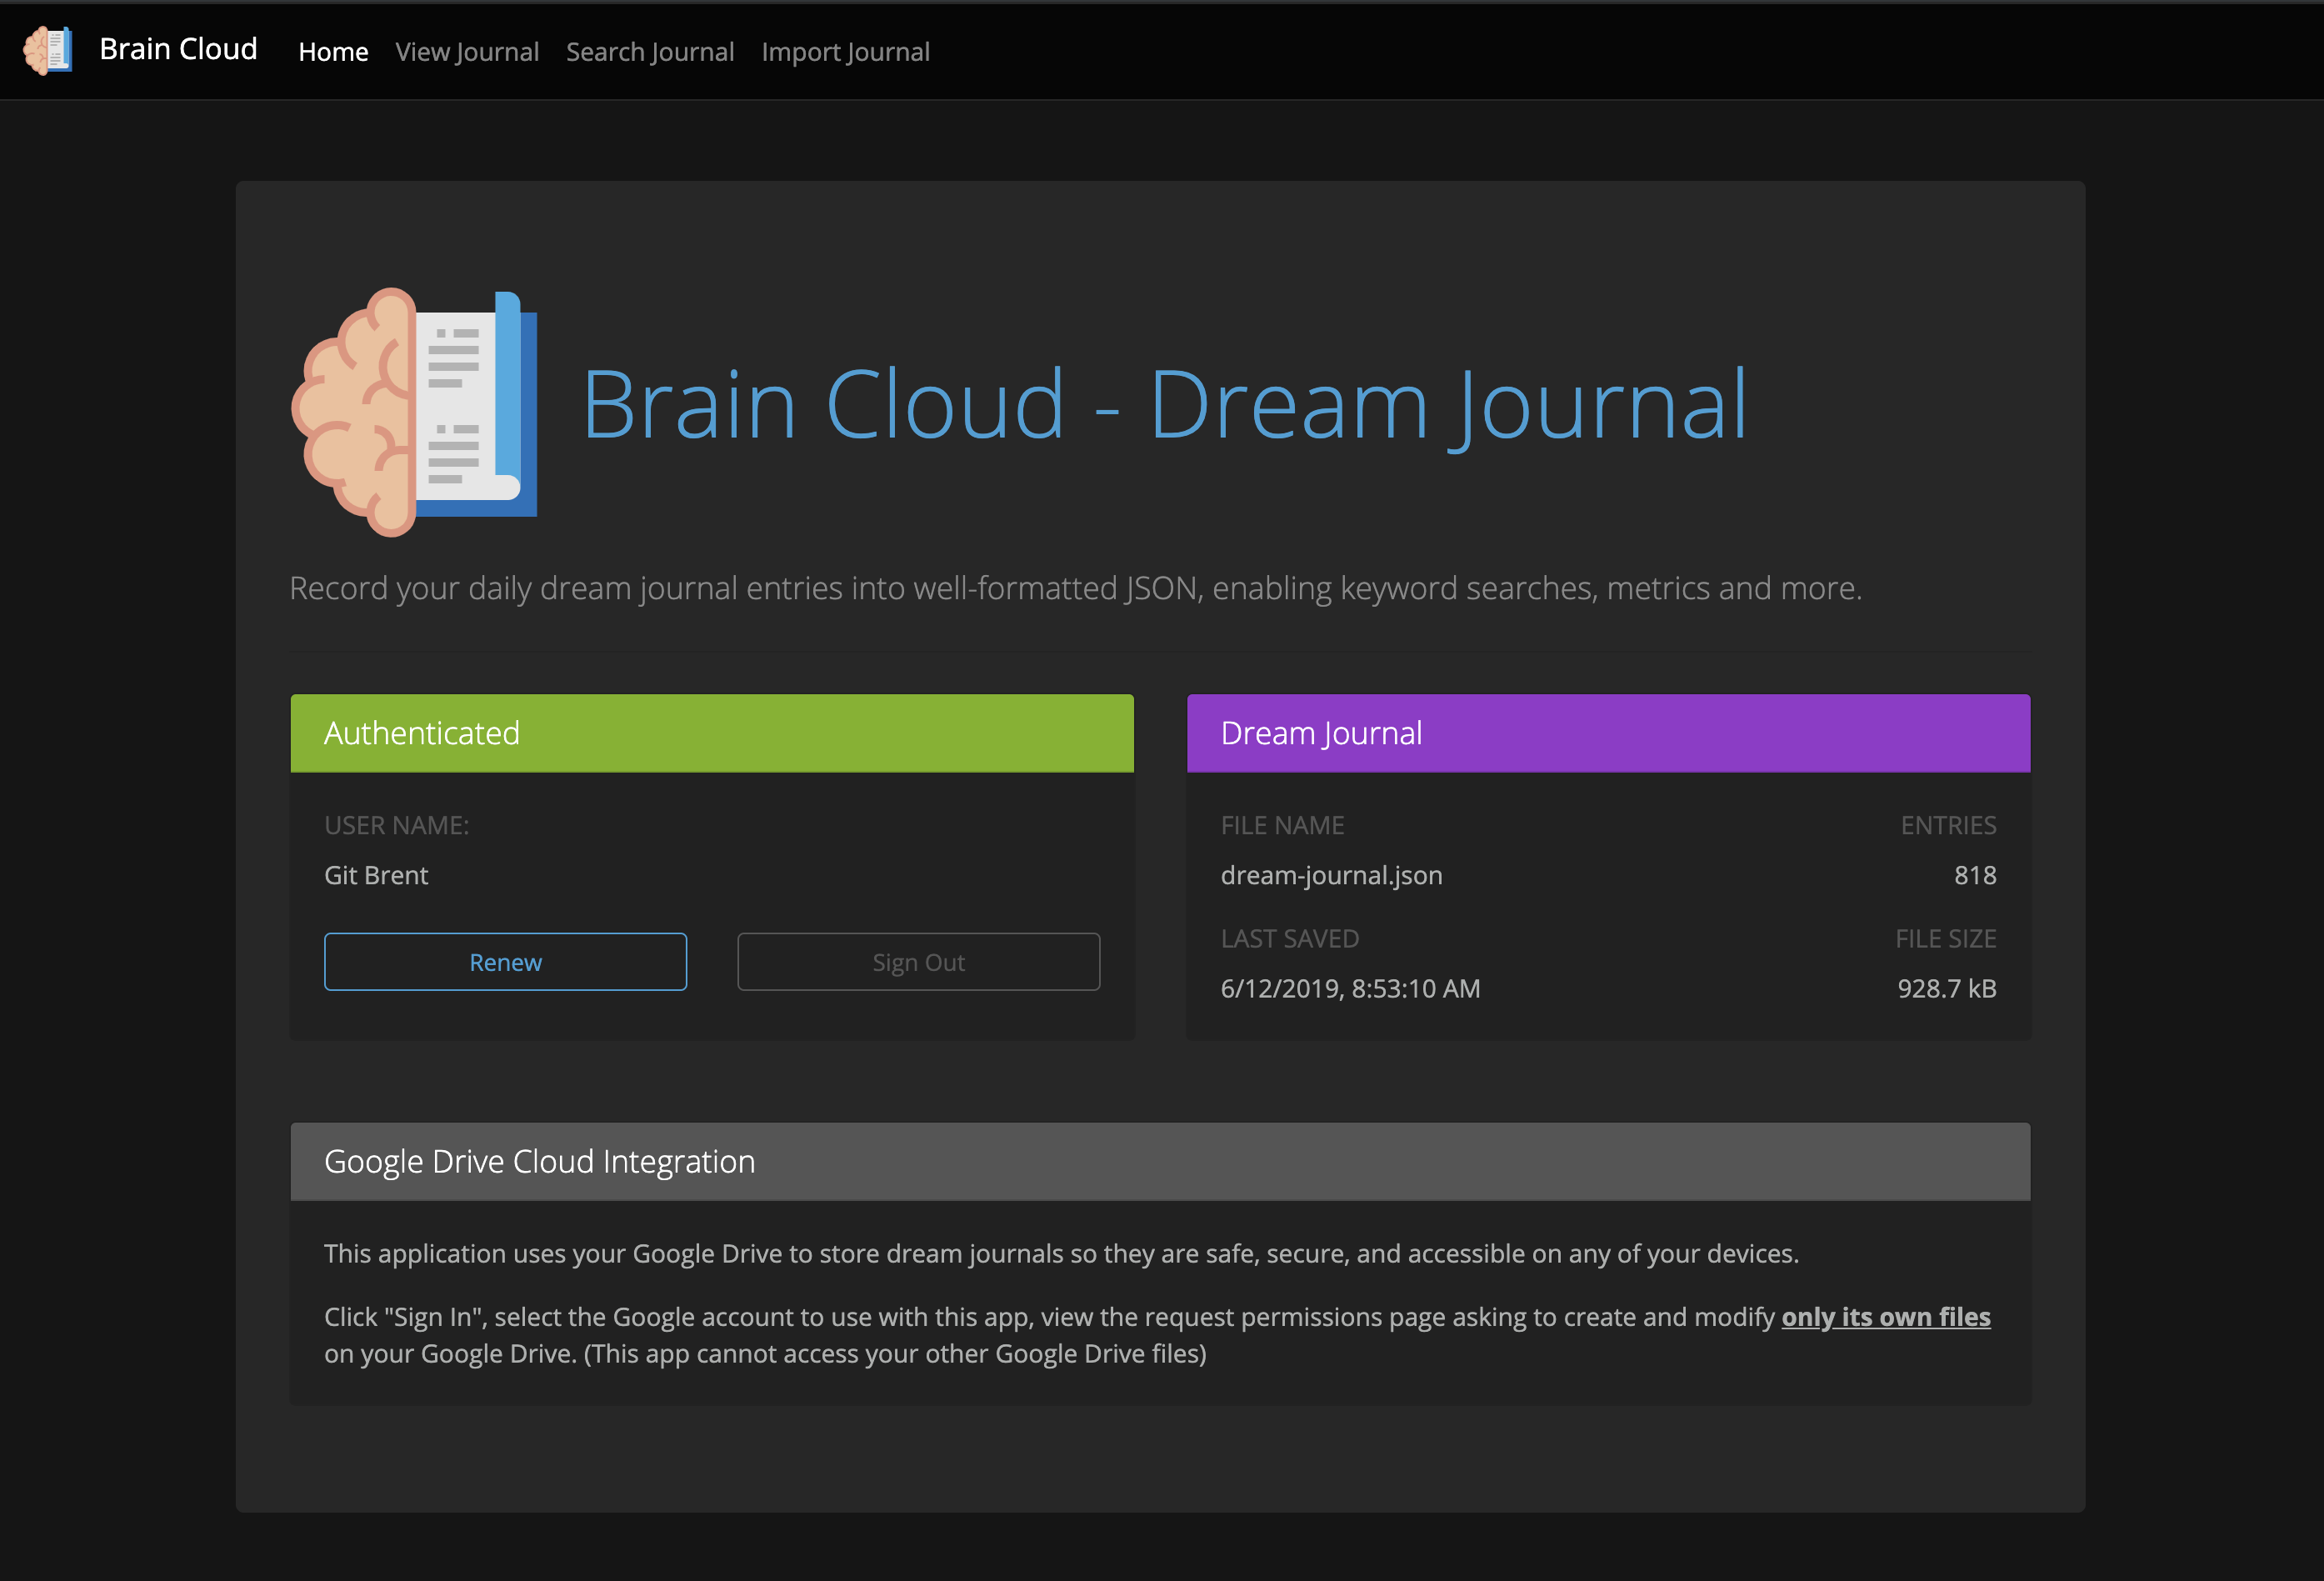 Brain Cloud Home View Journal Search Journal Import Journal
Brain Cloud - Dream Journal
Record your daily dream journal entries into well-formatted JSON, enabling keyword searches, metrics and more.
Authenticated
USER NAME:
Git Brent
Renew Sign Out
Dream Journal
FILE NAME ENTRIES
dream-journal.json 818
LAST SAVED FILE SIZE
6/12/2019, 8:53:10 AM 928.7 kB
Google Drive Cloud Integration
This application uses your Google Drive to store dream journals so they are safe, secure, and accessible on any of your devices.
Click "Sign In", select the Google account to use with this app, view the request permissions page asking to create and modify only its own files
on your Google Drive. (This app cannot access your other Google Drive files)